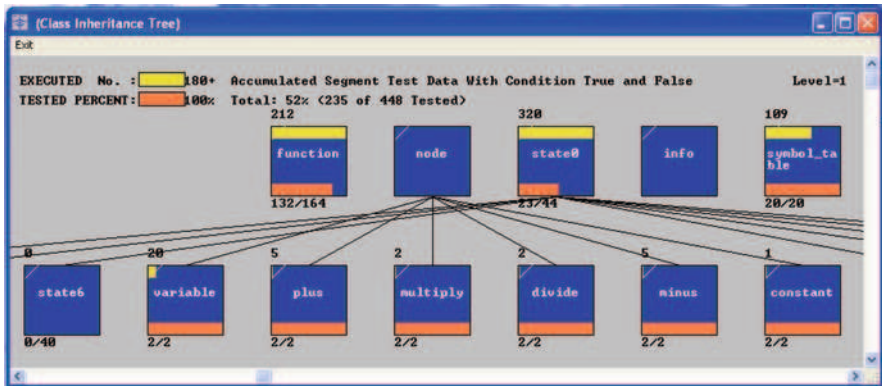 (Class Inheritance Tree)
Exit
EXECUTED No. : 180+ Accumulated Segment Test Data With Condition True and False Level=1
TESTED PERCENT: 100% Total: 52% (235 of 448 Tested)
212 320 109
function node state0 info symbol_ta
ble
132/164 23/44 20/20
0 20 5 2 2 5 1
state6 variable plus multiply divide minus constant
0/40 2/2 2/2 2/2 2/2 2/2 2/2